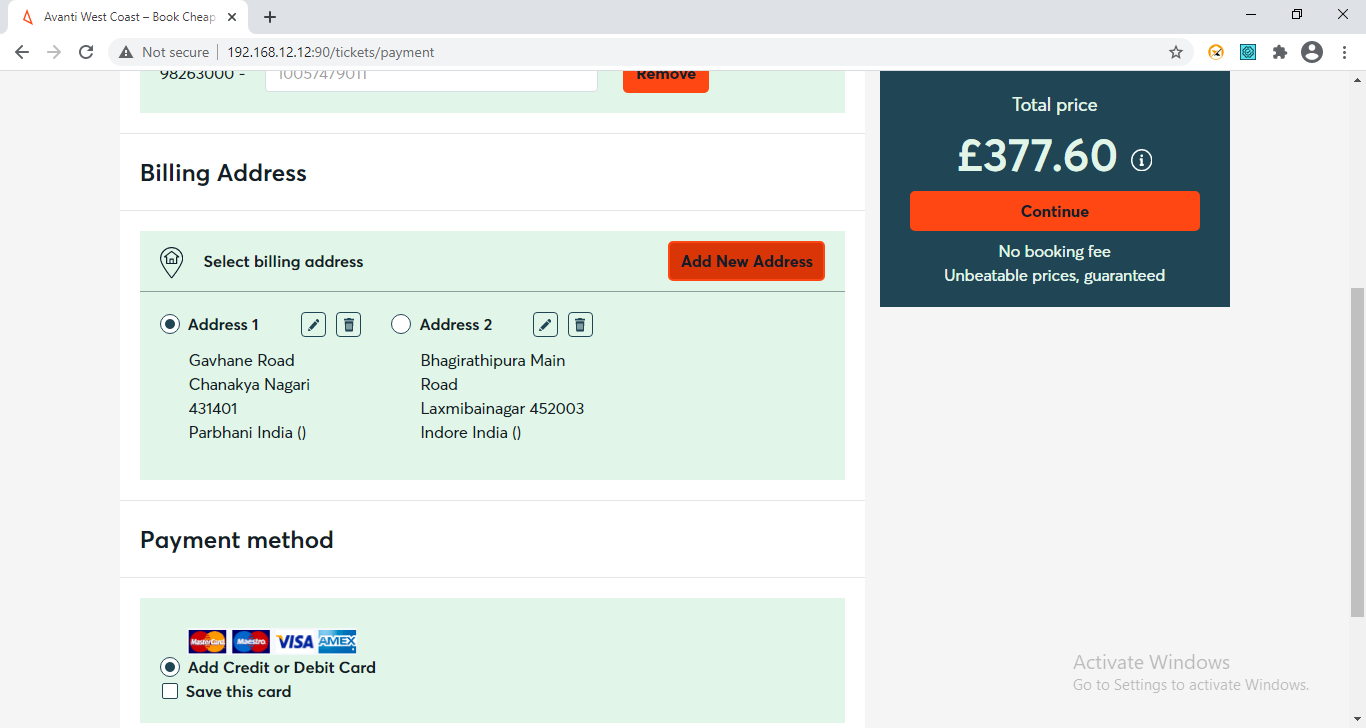 Avanti West Coast – Book Cheap
Not secure
192.168.12.12:90/tickets/payment
98263000 -
10057479011
Remove
Total price
£377.60
Continue
No booking fee
Unbeatable prices, guaranteed
Billing Address
Select billing address
Add New Address
Address 1
Gavhane Road
Chanakya Nagari
431401
Parbhani India ()
Address 2
Bhagirathipura Main
Road
Laxmibainagar 452003
Indore India ()
Payment method
MasterCard
Maestro
VISA
AMEX
Add Credit or Debit Card
Save this card
Activate Windows
Go to Settings to activate Windows.